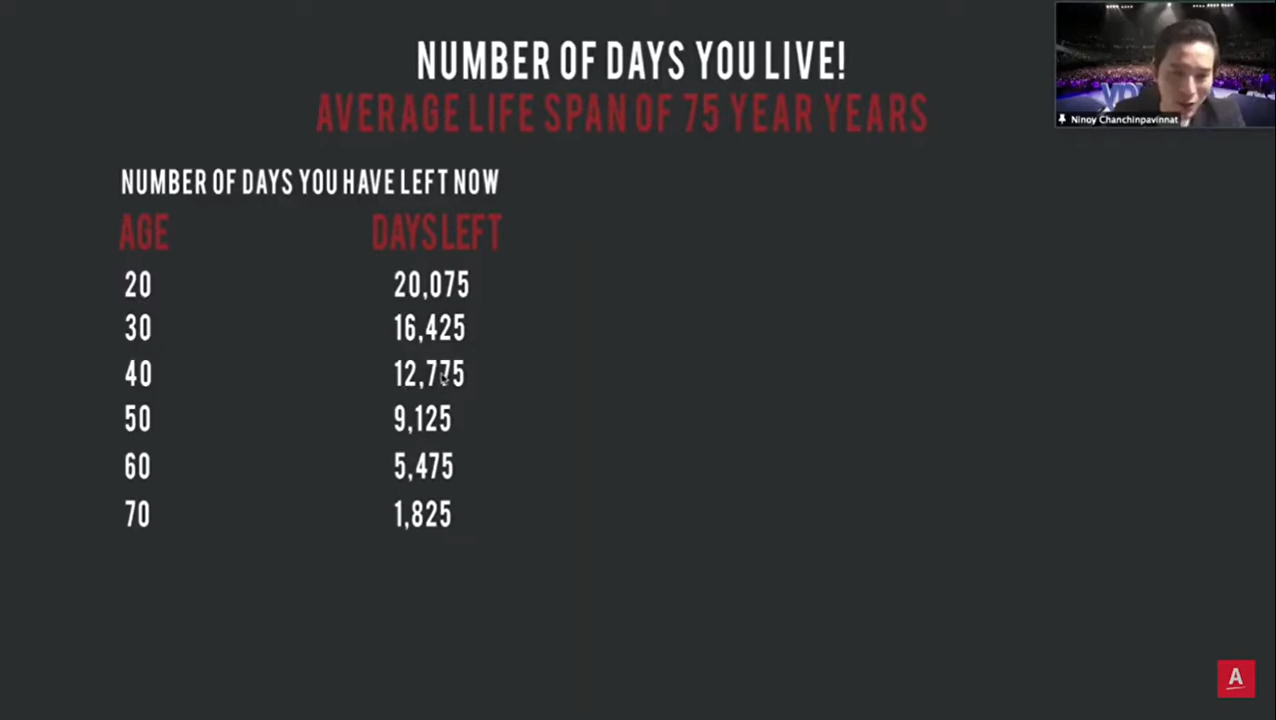 NUMBER OF DAYS YOU LIVE!
AVERAGE LIFE SPAN OF 75 YEAR YEARS
Ninoy Chanchinpavinnat
NUMBER OF DAYS YOU HAVE LEFT NOW
AGE DAYS LEFT
20 20,075
30 16,425
40 12,775
50 9,125
60 5,475
70 1,825
A